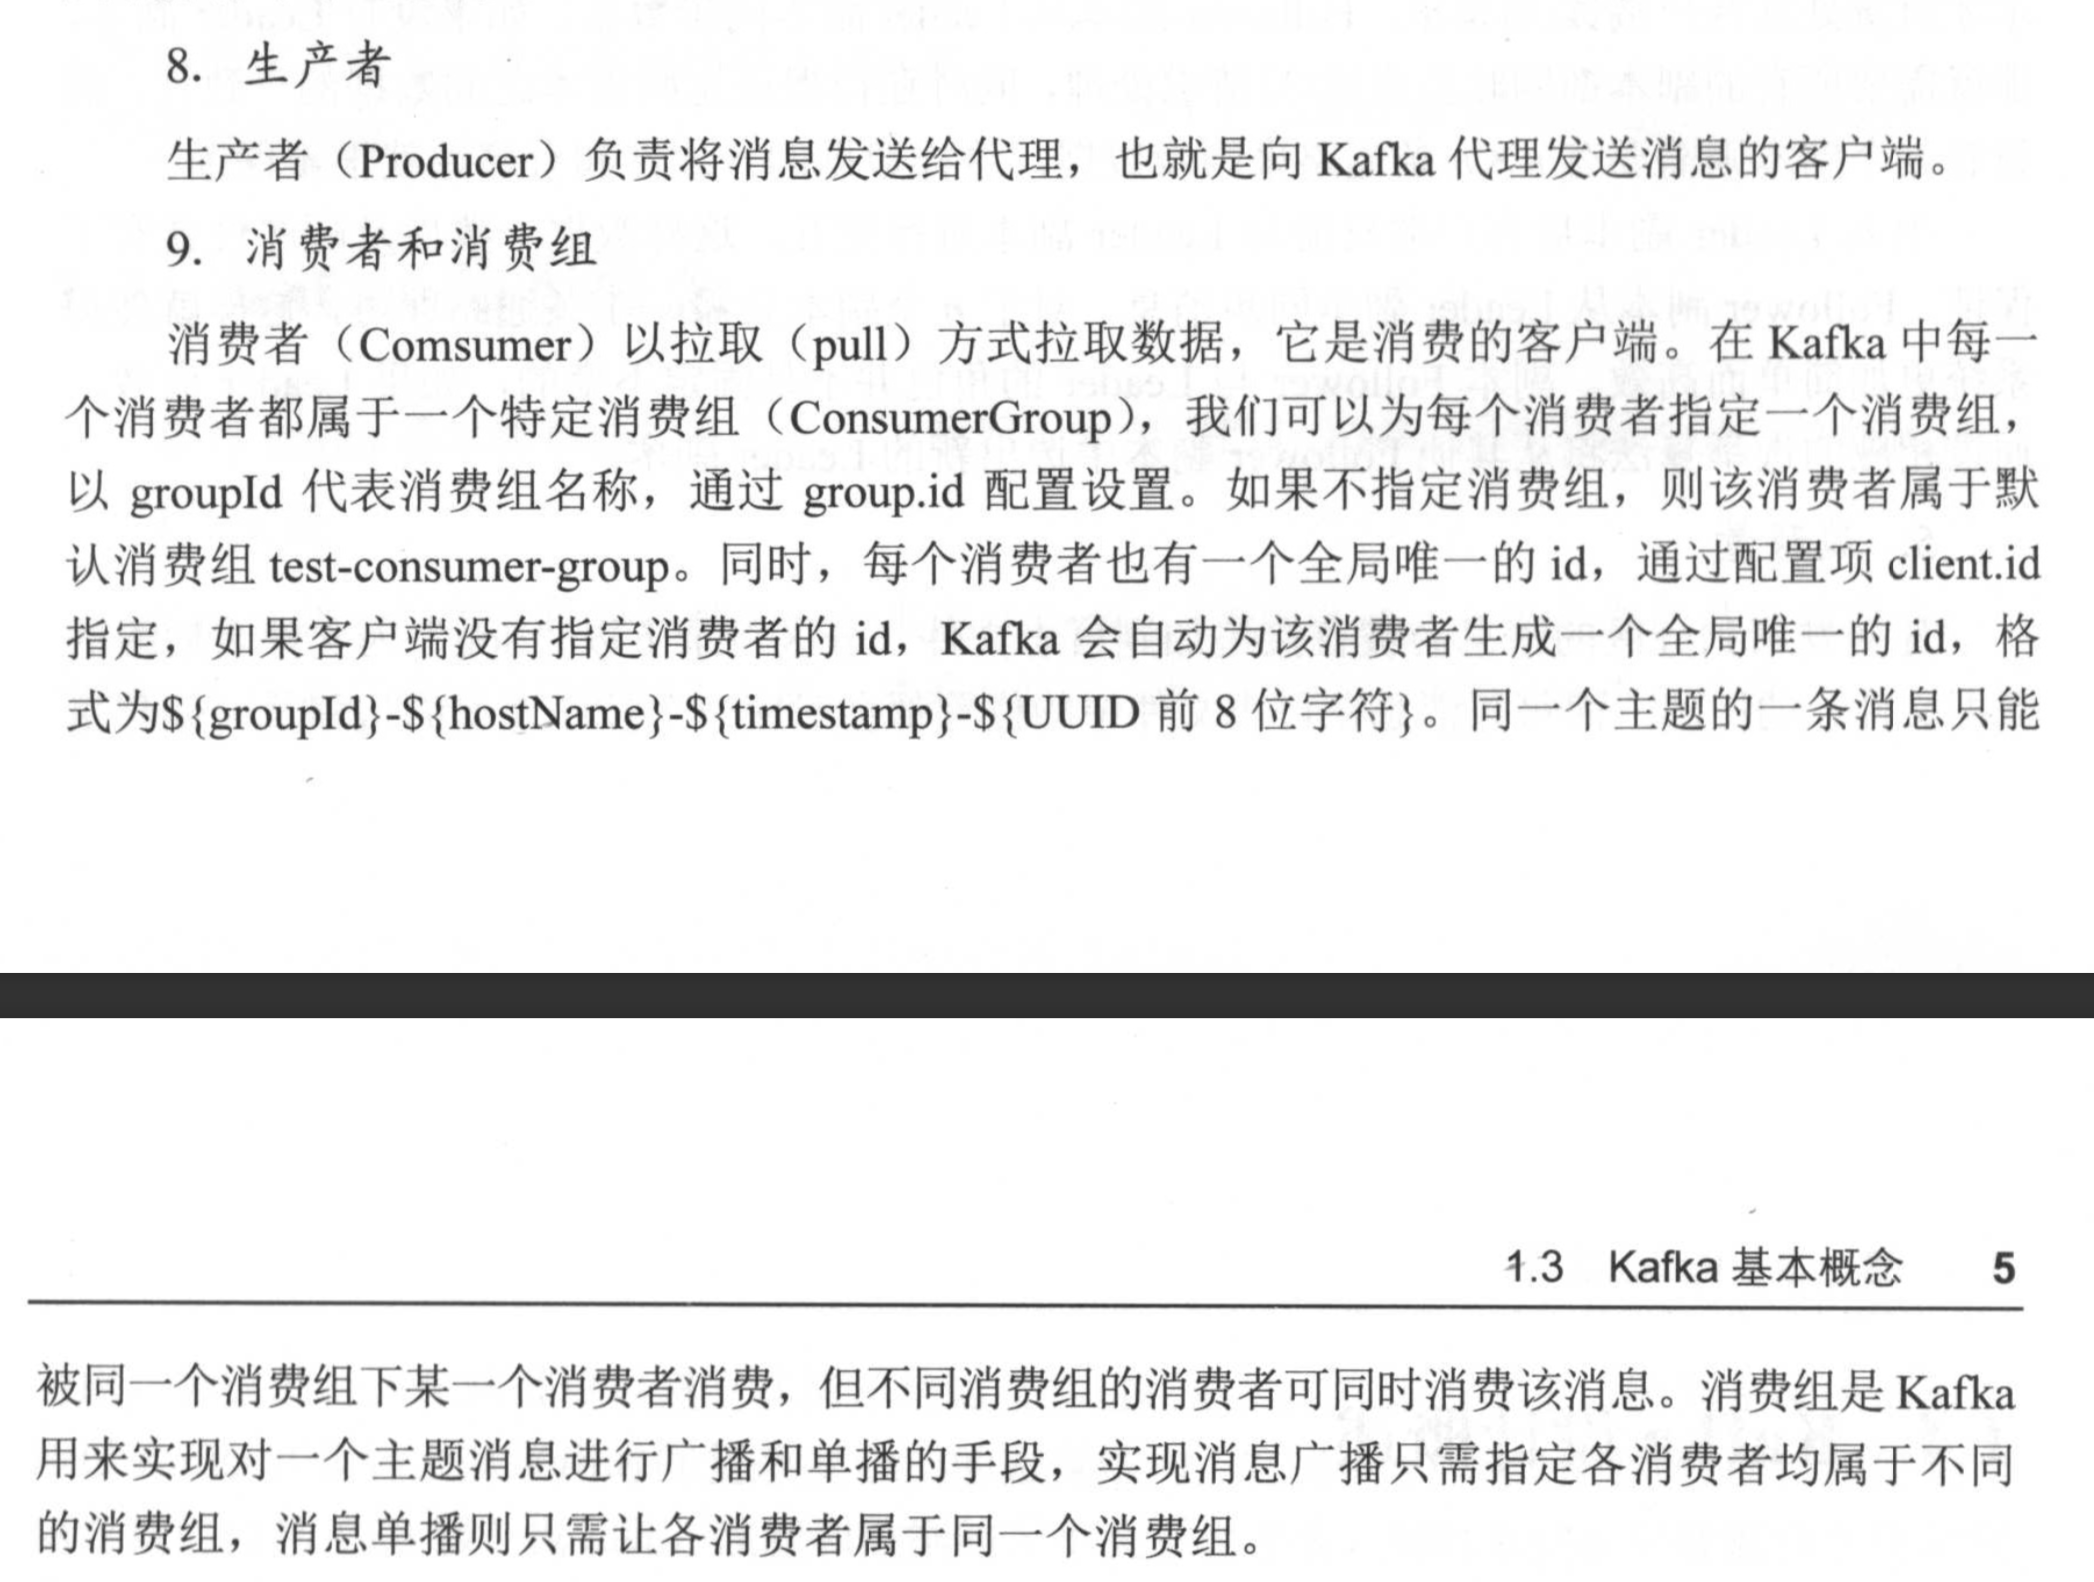 8. 生产者
生产者（Producer）负责将消息发送给代理，也就是向 Kafka 代理发送消息的客户端。
9. 消费者和消费组
消费者（Comsumer）以拉取（pull）方式拉取数据，它是消费的客户端。在 Kafka 中每一
个消费者都属于一个特定消费组（ConsumerGroup），我们可以为每个消费者指定一个消费组，
以 groupId 代表消费组名称，通过 group.id 配置设置。如果不指定消费组，则该消费者属于默
认消费组 test-consumer-group。同时，每个消费者也有一个全局唯一的 id，通过配置项 client.id
指定，如果客户端没有指定消费者的 id，Kafka 会自动为该消费者生成一个全局唯一的 id，格
式为${groupId}-${hostName}-${timestamp}-${UUID 前 8 位字符}。同一个主题的一条消息只能
1.3 Kafka 基本概念 5
被同一个消费组下某一个消费者消费，但不同消费组的消费者可同时消费该消息。消费组是 Kafka
用来实现对一个主题消息进行广播和单播的手段，实现消息广播只需指定各消费者均属于不同
的消费组，消息单播则只需让各消费者属于同一个消费组。